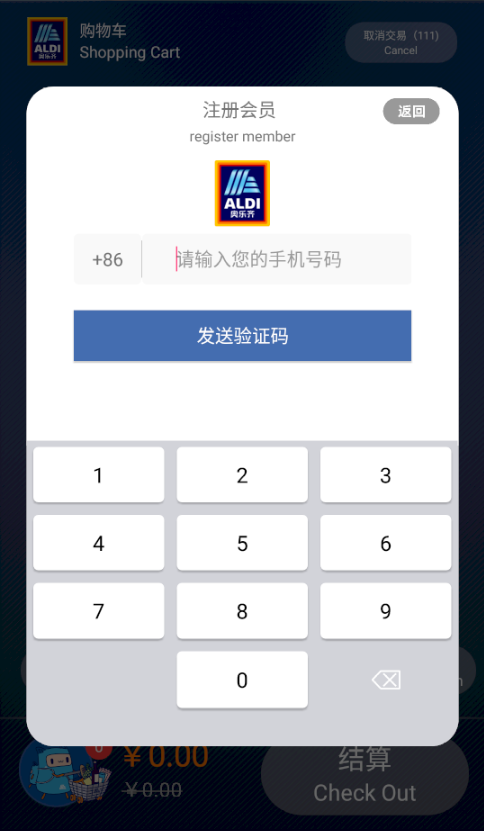 购物车
Shopping Cart
取消交易（111）
Cancel
注册会员
返回
register member
ALDI
奥乐齐
ALDI
奥乐齐
+86
请输入您的手机号码
发送验证码
1
2
3
4
5
6
7
8
9
0
0
￥0.00
￥0.00
结算
Check Out